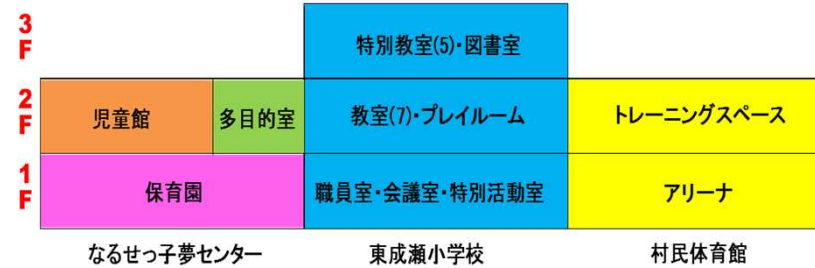 3F
特別教室(5)・図書室
2F
児童館
多目的室
教室(7)・プレイルーム
トレーニングスペース
1F
保育園
職員室・会議室・特別活動室
アリーナ
なるせっ子夢センター
東成瀬小学校
村民体育館